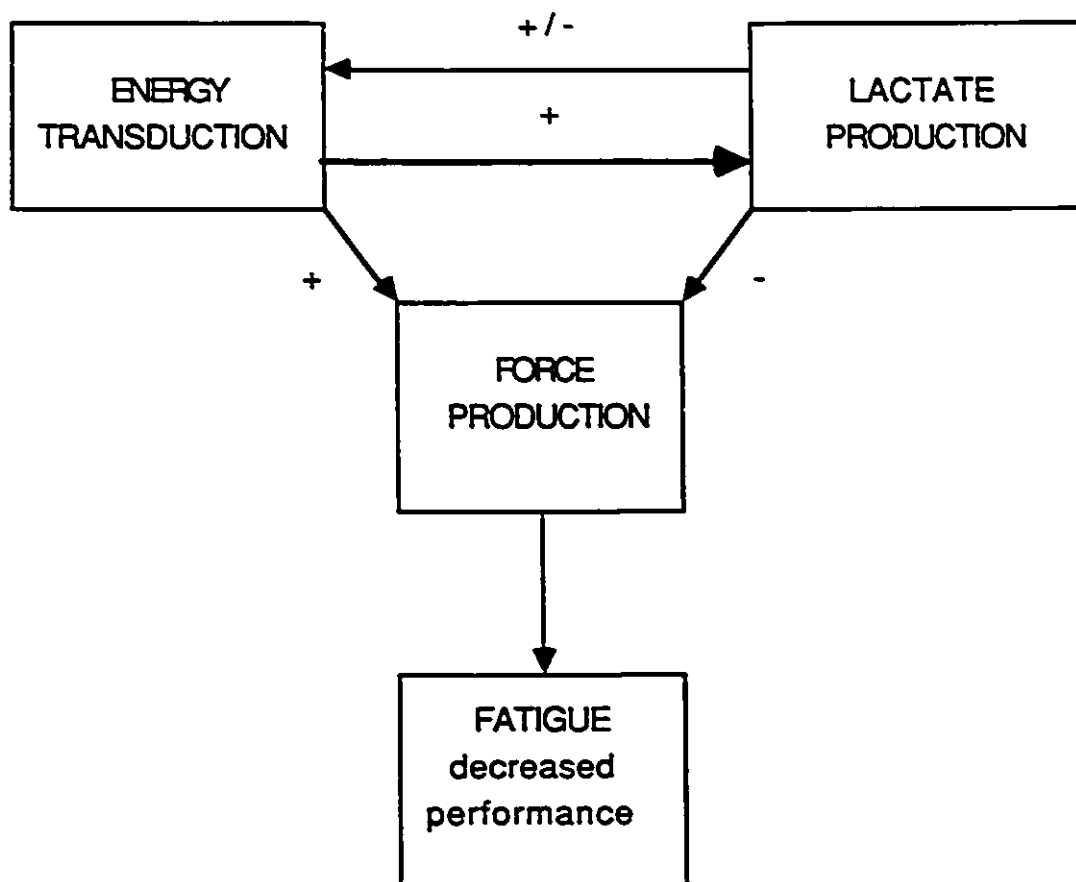 + / -
ENERGY
TRANSDUCTION
LACTATE
PRODUCTION
+
+
-
FORCE
PRODUCTION
FATIGUE
decreased
performance